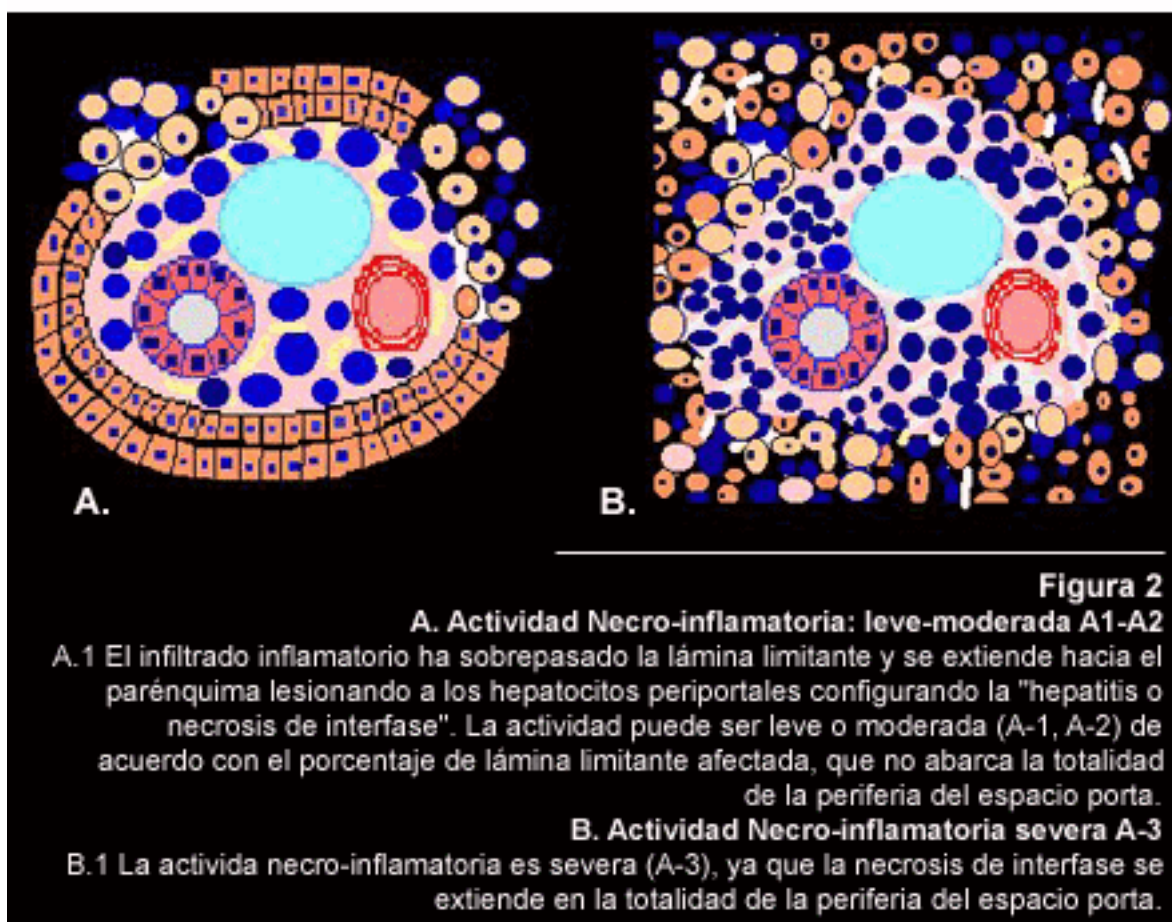 A.
B.
Figura 2
A. Actividad Necro-inflamatoria: leve-moderada A1-A2
A.1 El infiltrado inflamatorio ha sobrepasado la lámina limitante y se extiende hacia el
parénquima lesionando a los hepatocitos periportales configurando la "hepatitis o
necrosis de interfase". La actividad puede ser leve o moderada (A-1, A-2) de
acuerdo con el porcentaje de lámina limitante afectada, que no abarca la totalidad
de la periferia del espacio porta.
B. Actividad Necro-inflamatoria severa A-3
B.1 La activida necro-inflamatoria es severa (A-3), ya que la necrosis de interfase se
extiende en la totalidad de la periferia del espacio porta.